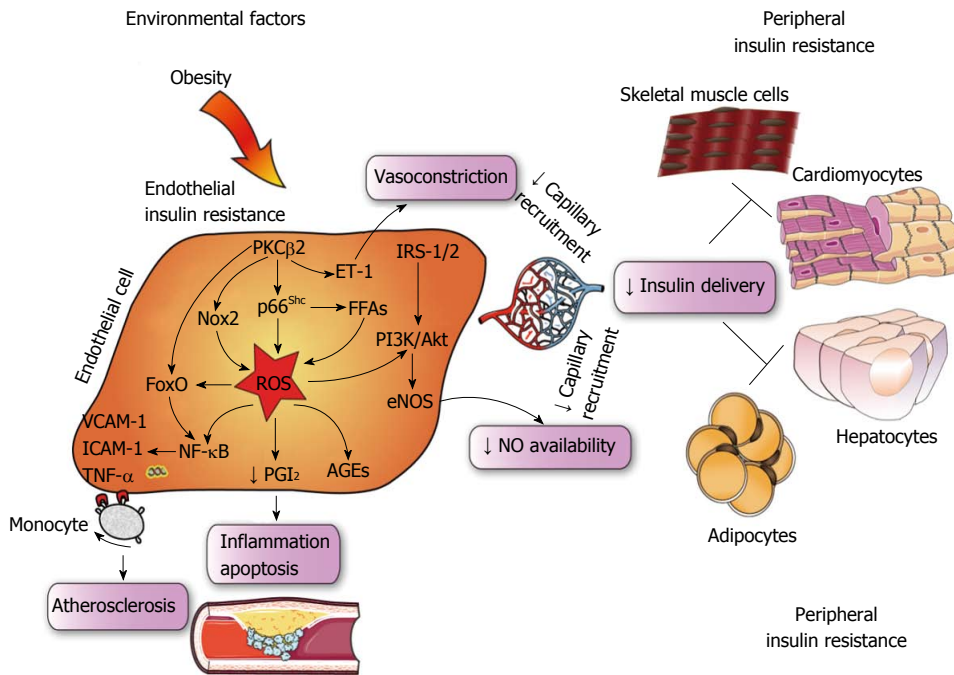 Environmental factors
Peripheral
insulin resistance
Obesity
Skeletal muscle cells
Vasoconstriction
↓ Capillary
recruitment
Cardiomyocytes
Endothelial
insulin resistance
PKCβ2
ET-1
IRS-1/2
↓ Insulin delivery
Endothelial cell
Nox2
p66Shc
FFAs
PI3K/Akt
FoxO
ROS
eNOS
↓ Capillary
recruitment
VCAM-1
ICAM-1
TNF-α
NF-κB
↓ PGI2
AGEs
↓ NO availability
Hepatocytes
Monocyte
Adipocytes
Inflammation
apoptosis
Atherosclerosis
Peripheral
insulin resistance